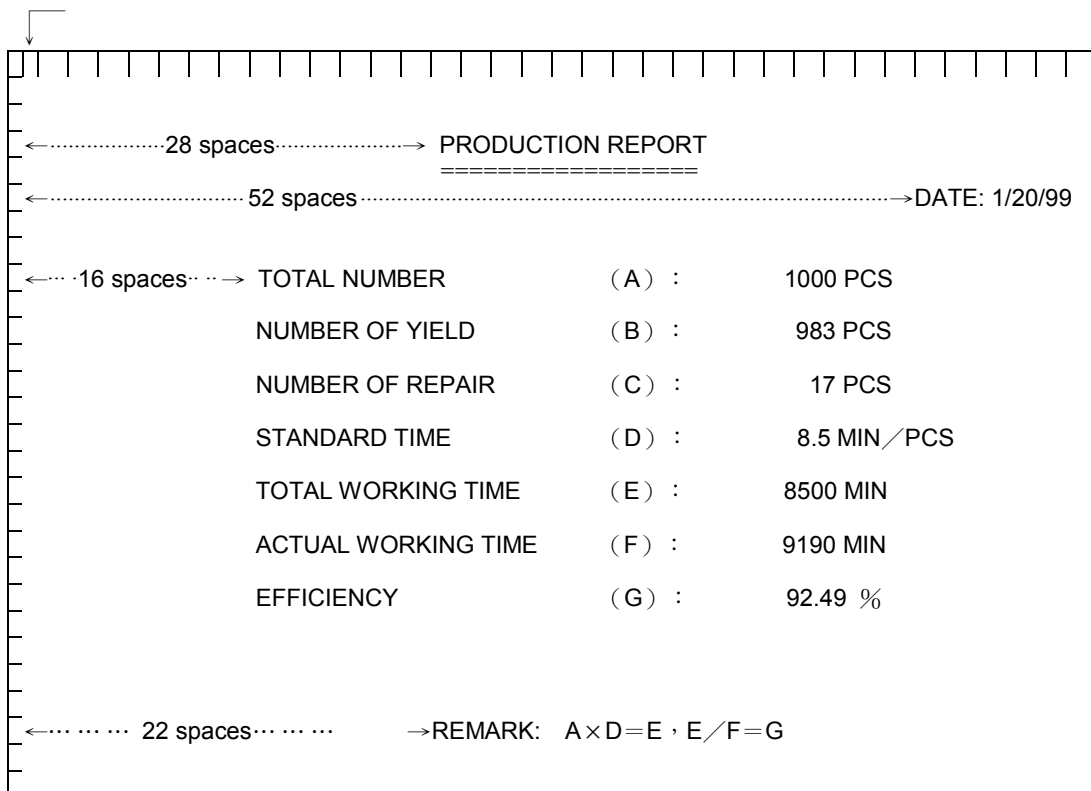 ←···················28 spaces····················→ PRODUCTION REPORT
==================
←···························· 52 spaces ·············································································→DATE: 1/20/99
←··· ·16 spaces·· ··→ TOTAL NUMBER （A）： 1000 PCS
NUMBER OF YIELD （B）： 983 PCS
NUMBER OF REPAIR （C）： 17 PCS
STANDARD TIME （D）： 8.5 MIN／PCS
TOTAL WORKING TIME （E）： 8500 MIN
ACTUAL WORKING TIME （F）： 9190 MIN
EFFICIENCY （G）： 92.49 ％
←··· ··· ··· 22 spaces··· ··· ··· →REMARK: A×D＝E，E／F＝G